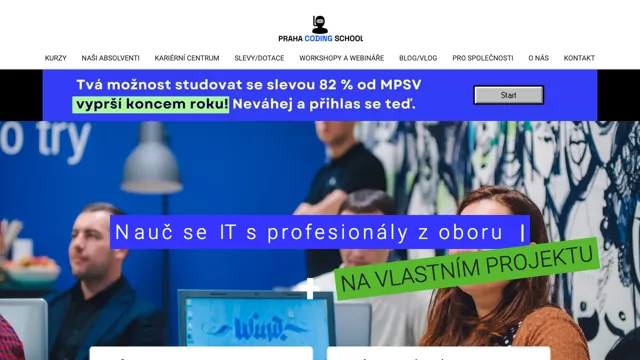 PRAHA CODING SCHOOL
KURZY NAŠI ABSOLVENTI KARIÉRNÍ CENTRUM SLEVY/DOTACE WORKSHOPY A WEBINÁŘE BLOG/VLOG PRO SPOLEČNOSTI O NÁS KONTAKT
Tvá možnost studovat se slevou 82 % od MPSV
vyprší koncem roku! Neváhej a přihlas se teď.
Start
o try
Nauč se IT s profesionály z oboru
+
NA VLASTNÍM PROJEKTU